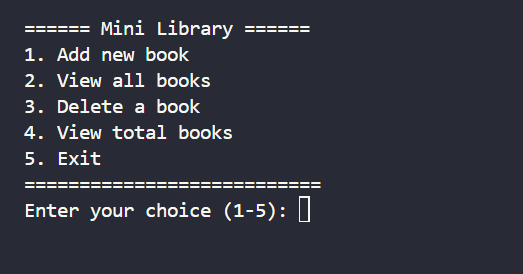 ====== Mini Library ======
1. Add new book
2. View all books
3. Delete a book
4. View total books
5. Exit
===========================
Enter your choice (1-5):